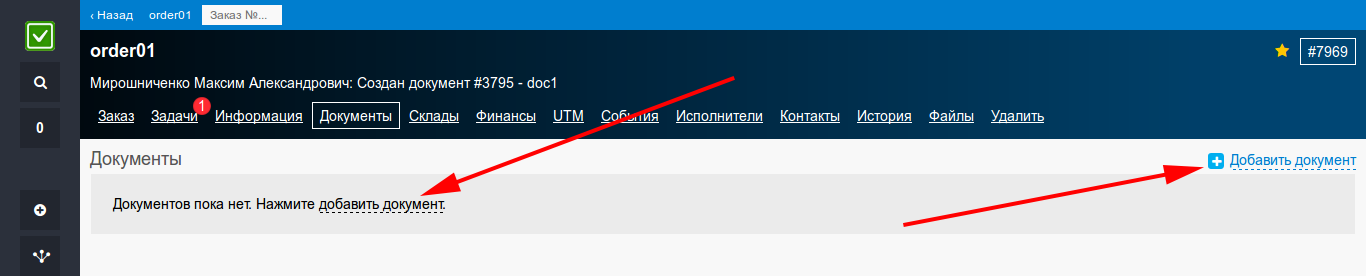 ‹ Назад order01 Заказ №...
order01
#7969
Мирошниченко Максим Александрович: Создан документ #3795 - doc1
0
Заказ Задачи 1 Информация Документы Склады Финансы UTM События Исполнители Контакты История Файлы Удалить
Документы
Добавить документ
Документов пока нет. Нажмите добавить документ.